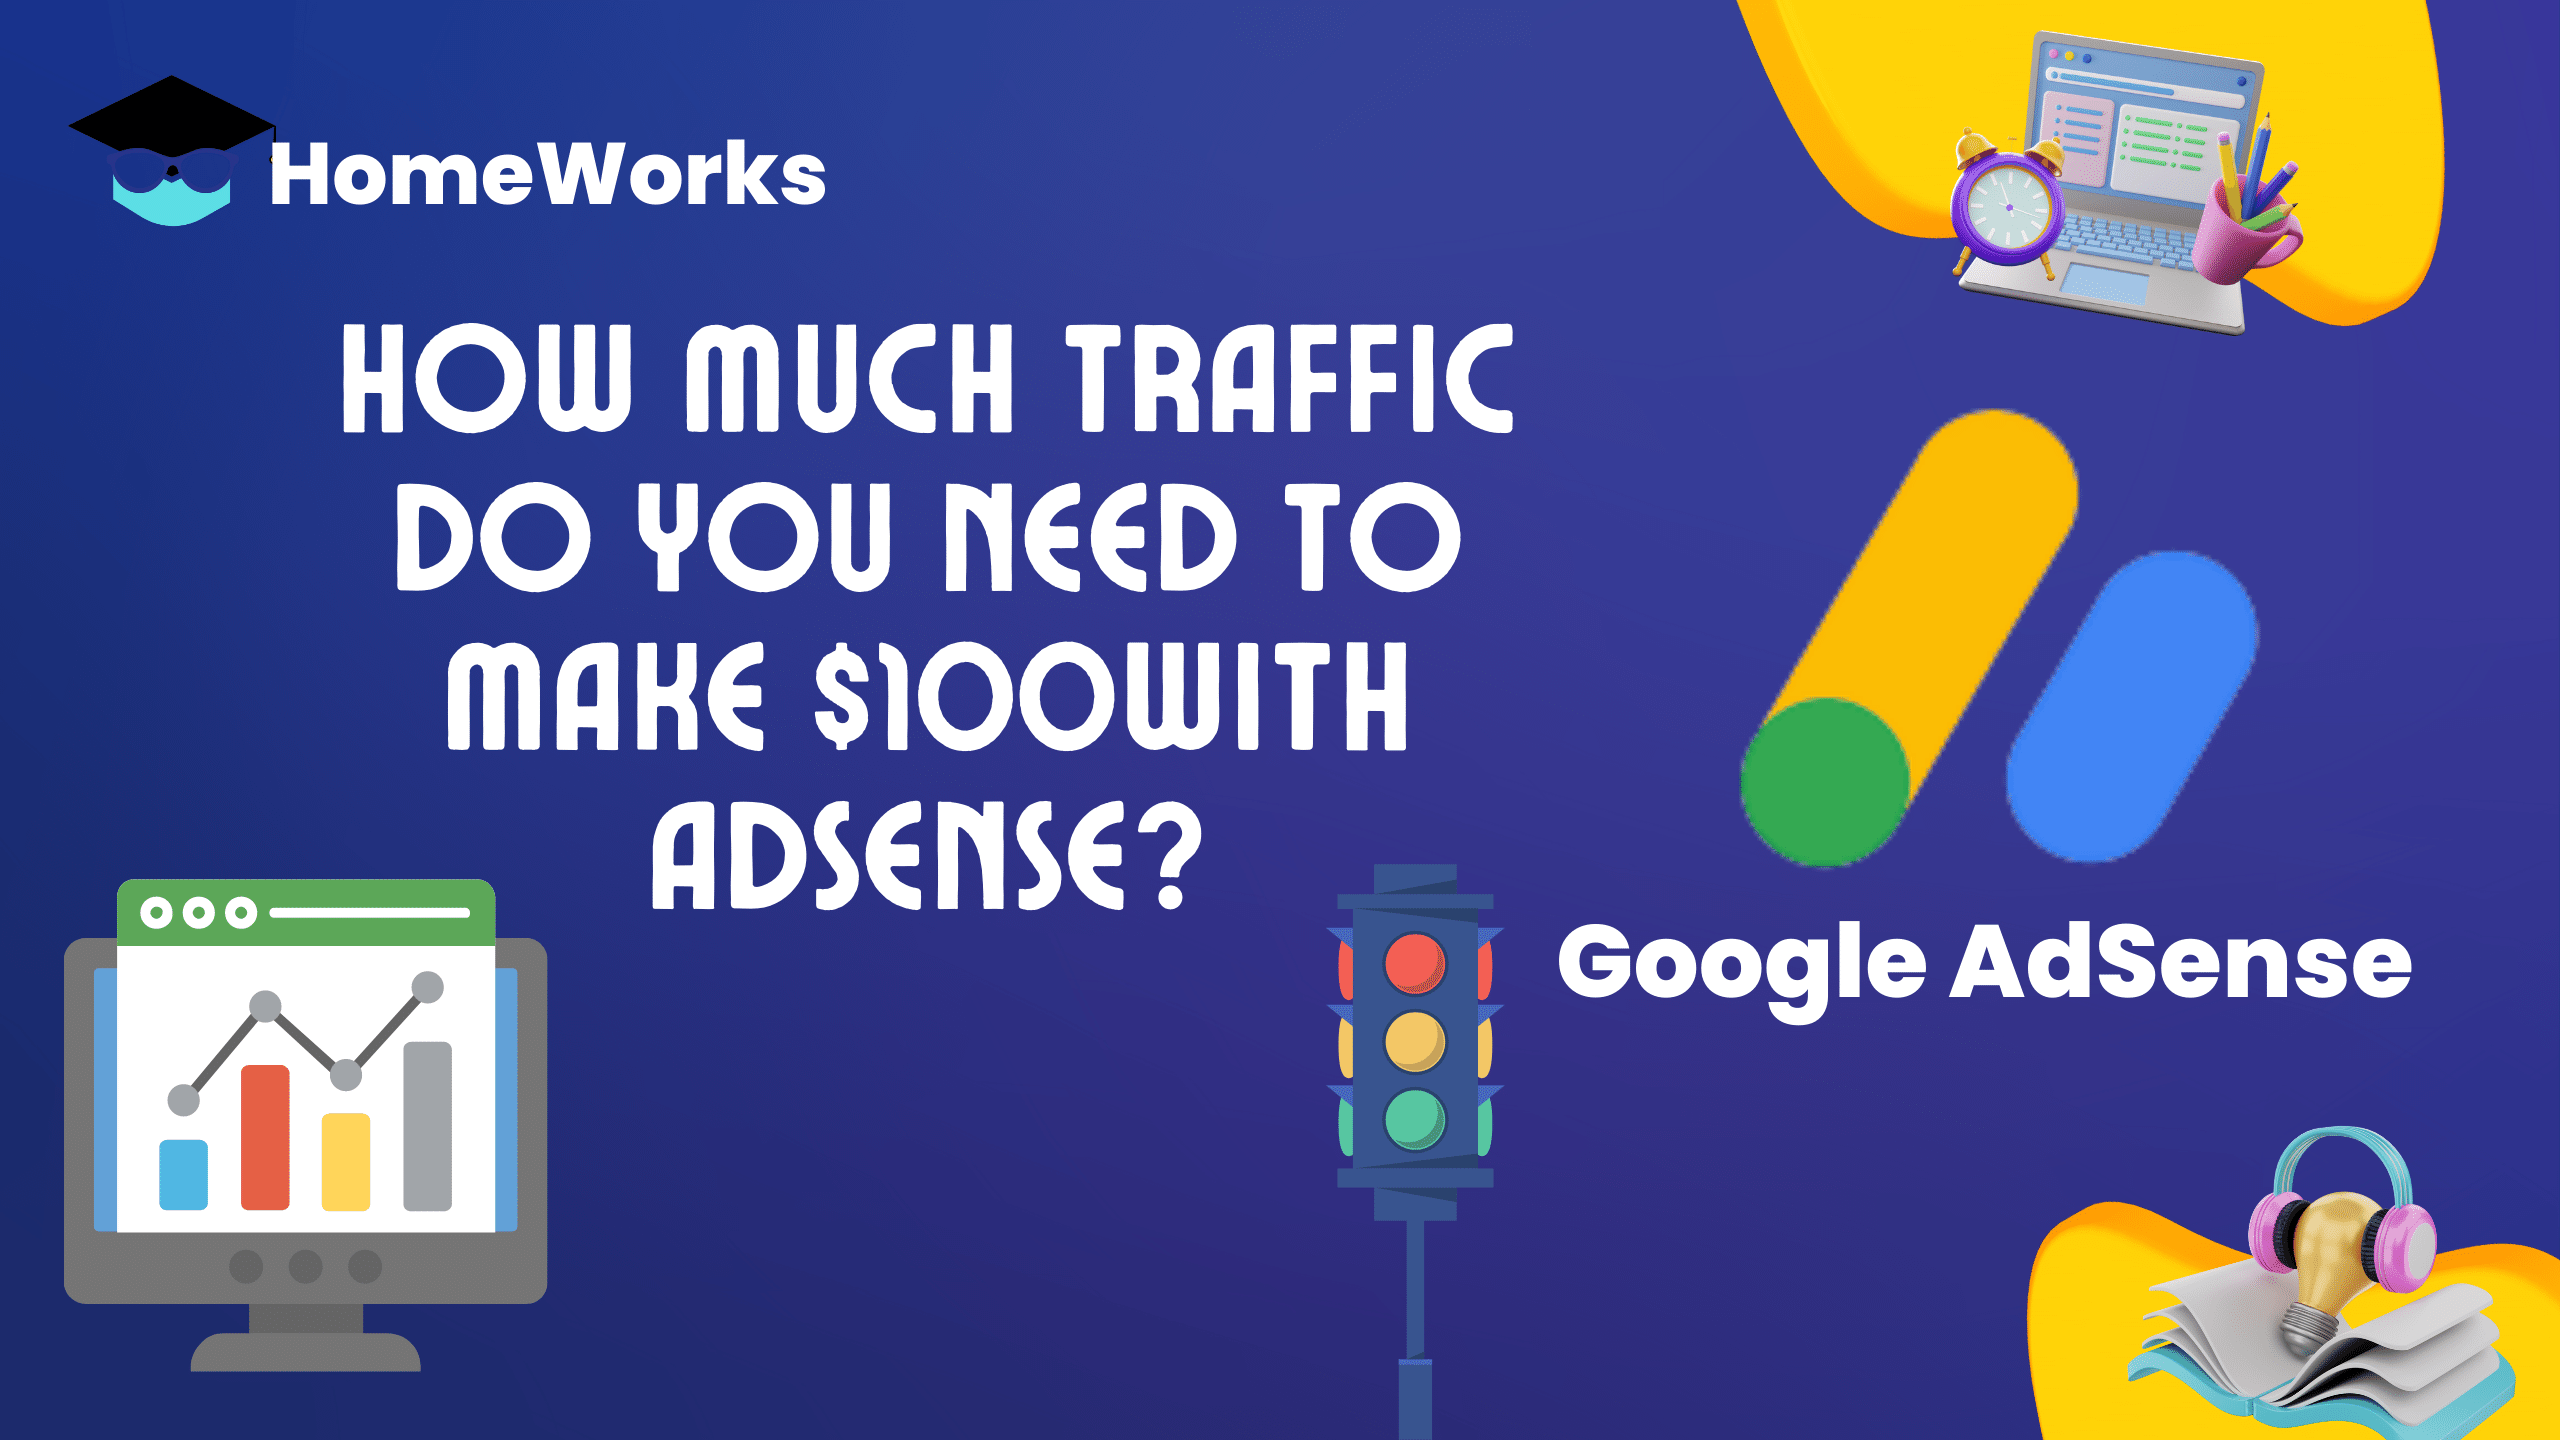 HomeWorks
HOW MUCH TRAFFIC
DO YOU NEED TO
MAKE $100WITH
ADSENSE?
Google AdSense